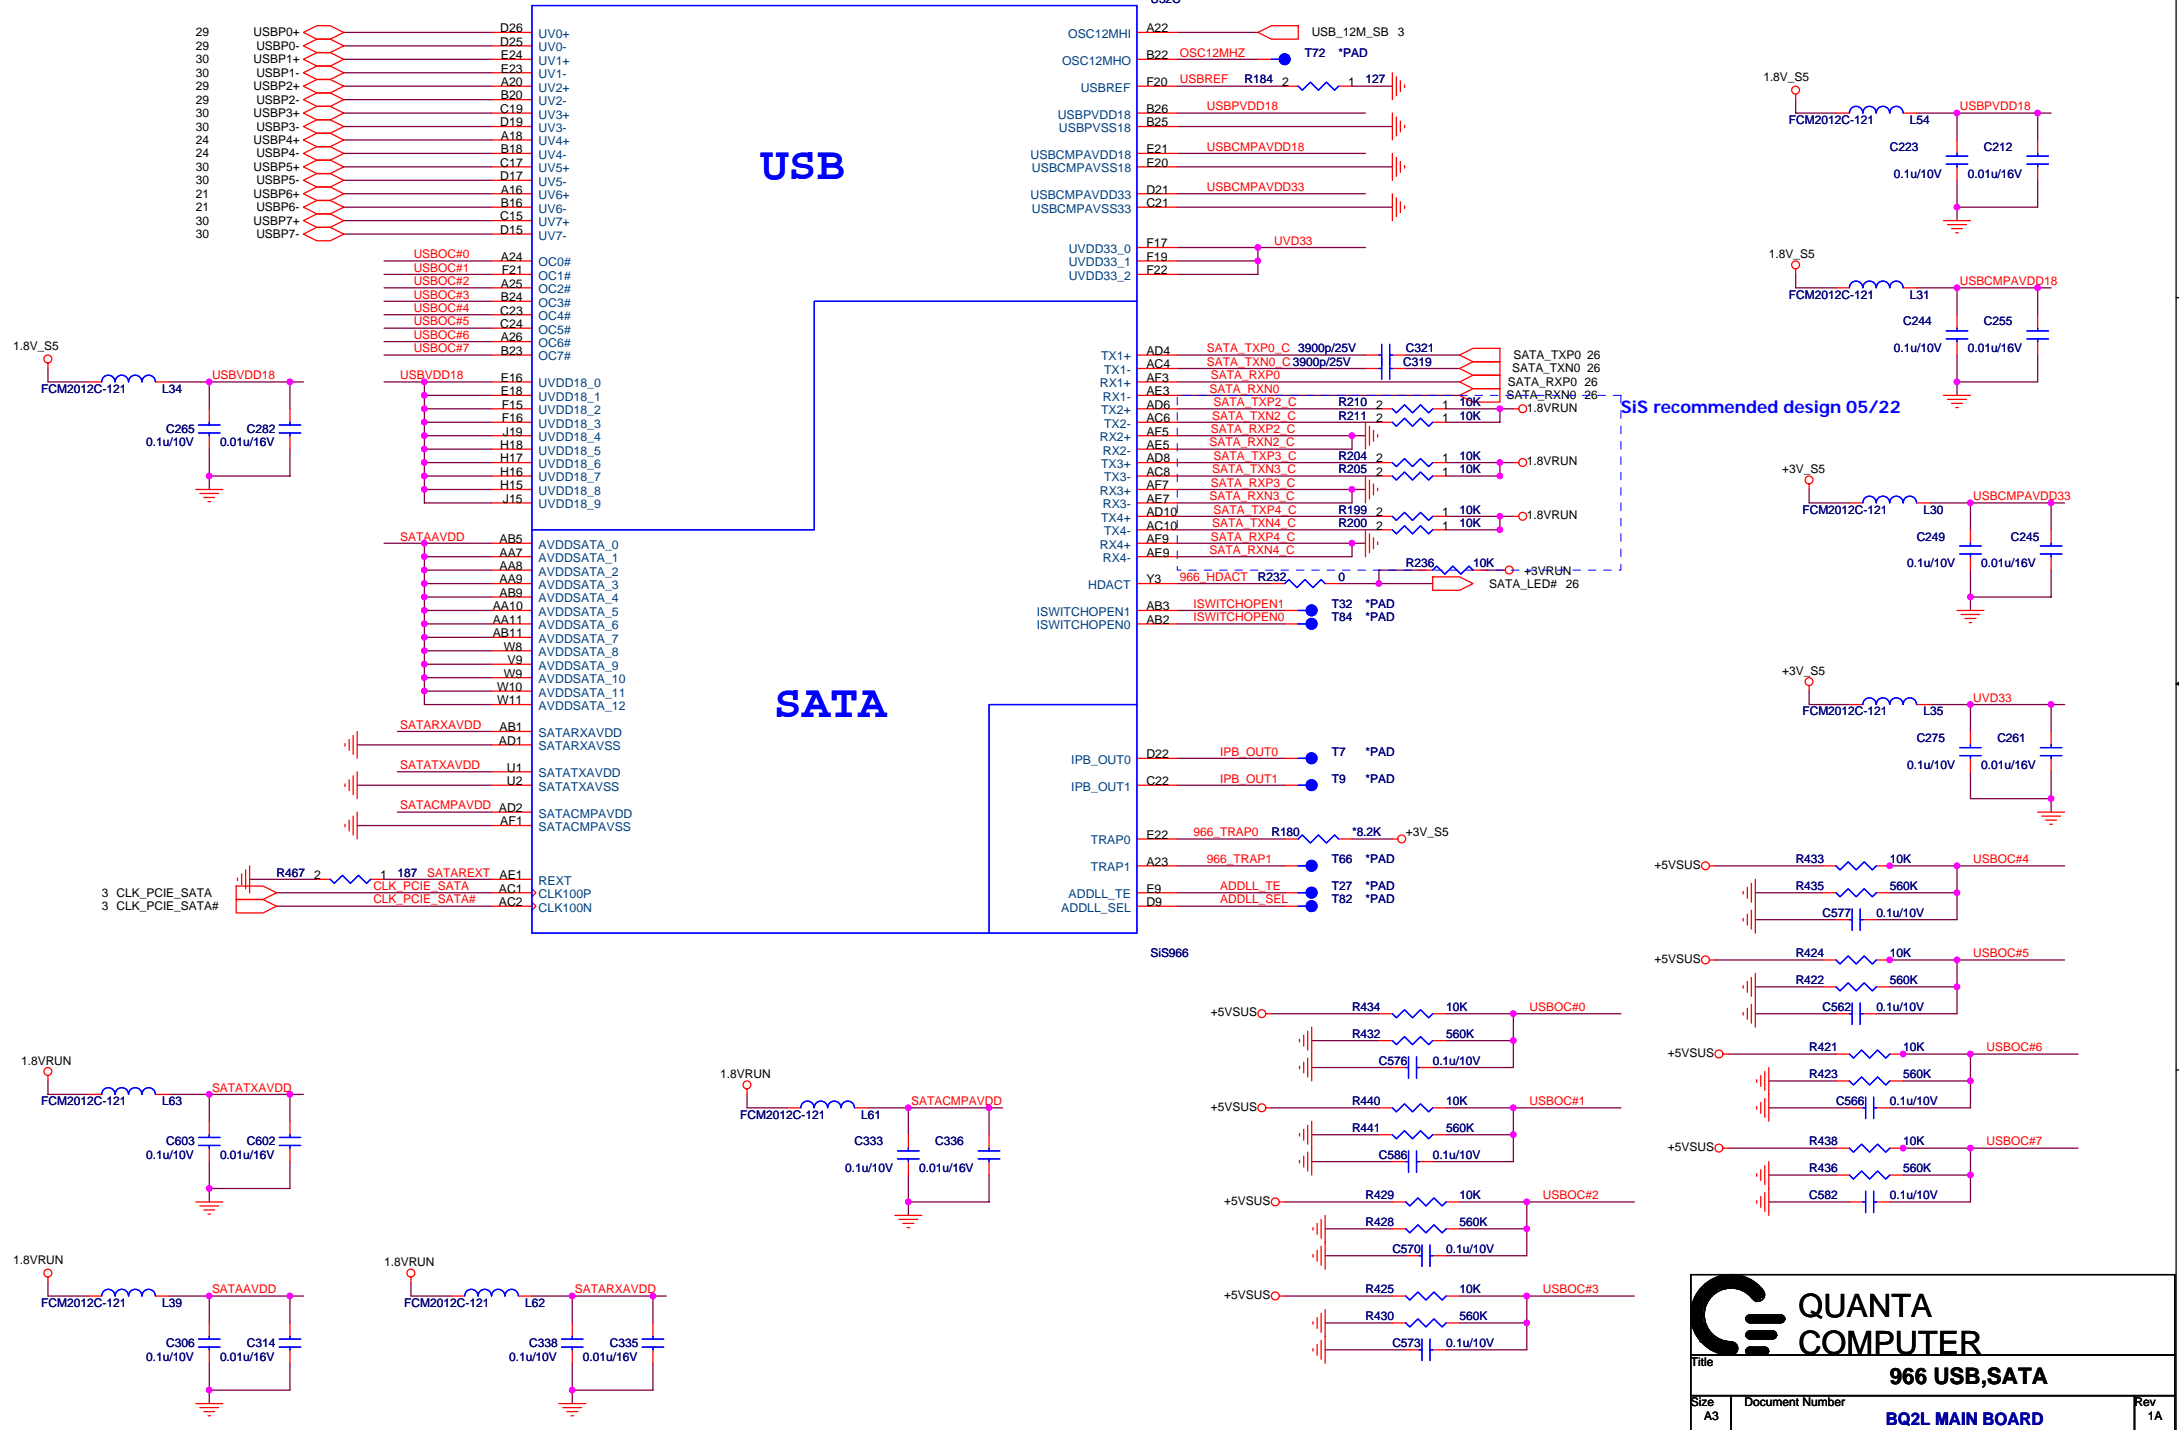 29 USBP0+ D26 UV0+
29 USBP0- D25 UV0-
30 USBP1+ E24 UV1+
30 USBP1- E23 UV1-
29 USBP2+ A20 UV2+
29 USBP2- B20 UV2-
30 USBP3+ C19 UV3+
30 USBP3- D19 UV3-
24 USBP4+ A18 UV4+
24 USBP4- B18 UV4-
30 USBP5+ C17 UV5+
30 USBP5- D17 UV5-
21 USBP6+ A16 UV6+
21 USBP6- B16 UV6-
30 USBP7+ C15 UV7+
30 USBP7- D15 UV7-
USBOC#0 A24 OC0#
USBOC#1 F21 OC1#
USBOC#2 A25 OC2#
USBOC#3 B24 OC3#
USBOC#4 C23 OC4#
USBOC#5 C24 OC5#
USBOC#6 A26 OC6#
USBOC#7 B23 OC7#
USBVDD18 E16 UVDD18_0
E18 UVDD18_1
F15 UVDD18_2
F16 UVDD18_3
J19 UVDD18_4
H18 UVDD18_5
H17 UVDD18_6
H16 UVDD18_7
H15 UVDD18_8
J15 UVDD18_9
SATAAVDD AB5 AVDDSATA_0
AA7 AVDDSATA_1
AA8 AVDDSATA_2
AA9 AVDDSATA_3
AB9 AVDDSATA_4
AA10 AVDDSATA_5
AA11 AVDDSATA_6
AB11 AVDDSATA_7
W8 AVDDSATA_8
V9 AVDDSATA_9
W9 AVDDSATA_10
W10 AVDDSATA_11
W11 AVDDSATA_12
SATARXAVDD AB1 SATARXAVDD
AD1 SATARXAVSS
SATATXAVDD U1 SATATXAVDD
U2 SATATXAVSS
SATACMPAVDD AD2 SATACMPAVDD
AF1 SATACMPAVSS
R467 2 1 187 SATAREXT AE1 REXT
3 CLK_PCIE_SATA CLK_PCIE_SATA AC1 CLK100P
3 CLK_PCIE_SATA# CLK_PCIE_SATA# AC2 CLK100N
USB
SATA
OSC12MHI A22 USB_12M_SB 3
OSC12MHO B22 OSC12MHZ T72 *PAD
USBREF F20 USBREF R184 2 1 127
USBPVDD18 B26 USBPVDD18
USBPVSS18 B25
USBCMPAVDD18 E21 USBCMPAVDD18
USBCMPAVSS18 E20
USBCMPAVDD33 D21 USBCMPAVDD33
USBCMPAVSS33 C21
UVDD33_0 F17 UVD33
UVDD33_1 F19
UVDD33_2 F22
TX1+ AD4 SATA_TXP0_C 3900p/25V C321 SATA_TXP0 26
TX1- AC4 SATA_TXN0_C 3900p/25V C319 SATA_TXN0 26
RX1+ AF3 SATA_RXP0 SATA_RXP0 26
RX1- AE3 SATA_RXN0 SATA_RXN0 26
TX2+ AD6 SATA_TXP2_C R210 2 1 10K 1.8VRUN
TX2- AC6 SATA_TXN2_C R211 2 1 10K
RX2+ AF5 SATA_RXP2_C
RX2- AE5 SATA_RXN2_C
TX3+ AD8 SATA_TXP3_C R204 2 1 10K 1.8VRUN
TX3- AC8 SATA_TXN3_C R205 2 1 10K
RX3+ AF7 SATA_RXP3_C
RX3- AE7 SATA_RXN3_C
TX4+ AD10 SATA_TXP4_C R199 2 1 10K 1.8VRUN
TX4- AC10 SATA_TXN4_C R200 2 1 10K
RX4+ AF9 SATA_RXP4_C
RX4- AE9 SATA_RXN4_C
SiS recommended design 05/22
R236 10K +3VRUN
HDACT Y3 966_HDACT R232 0 SATA_LED# 26
ISWITCHOPEN1 AB3 ISWITCHOPEN1 T32 *PAD
ISWITCHOPEN0 AB2 ISWITCHOPEN0 T84 *PAD
IPB_OUT0 D22 IPB_OUT0 T7 *PAD
IPB_OUT1 C22 IPB_OUT1 T9 *PAD
TRAP0 E22 966_TRAP0 R180 *8.2K +3V_S5
TRAP1 A23 966_TRAP1 T66 *PAD
ADDLL_TE E9 ADDLL_TE T27 *PAD
ADDLL_SEL D9 ADDLL_SEL T82 *PAD
SiS966
1.8V_S5
FCM2012C-121 L34 USBVDD18
C265 C282
0.1u/10V 0.01u/16V
1.8V_S5
FCM2012C-121 L54 USBPVDD18
C223 C212
0.1u/10V 0.01u/16V
1.8V_S5
FCM2012C-121 L31 USBCMPAVDD18
C244 C255
0.1u/10V 0.01u/16V
+3V_S5
FCM2012C-121 L30 USBCMPAVDD33
C249 C245
0.1u/10V 0.01u/16V
+3V_S5
FCM2012C-121 L35 UVD33
C275 C261
0.1u/10V 0.01u/16V
+5VSUS R433 10K USBOC#4
R435 560K
C577 0.1u/10V
+5VSUS R424 10K USBOC#5
R422 560K
C562 0.1u/10V
+5VSUS R421 10K USBOC#6
R423 560K
C566 0.1u/10V
+5VSUS R438 10K USBOC#7
R436 560K
C582 0.1u/10V
+5VSUS R434 10K USBOC#0
R432 560K
C576 0.1u/10V
+5VSUS R440 10K USBOC#1
R441 560K
C586 0.1u/10V
+5VSUS R429 10K USBOC#2
R428 560K
C570 0.1u/10V
+5VSUS R425 10K USBOC#3
R430 560K
C573 0.1u/10V
1.8VRUN
FCM2012C-121 L63 SATATXAVDD
C603 C602
0.1u/10V 0.01u/16V
1.8VRUN
FCM2012C-121 L61 SATACMPAVDD
C333 C336
0.1u/10V 0.01u/16V
1.8VRUN
FCM2012C-121 L39 SATAAVDD
C306 C314
0.1u/10V 0.01u/16V
1.8VRUN
FCM2012C-121 L62 SATARXAVDD
C338 C335
0.1u/10V 0.01u/16V
QUANTA
COMPUTER
Title
966 USB,SATA
Size Document Number Rev
A3 BQ2L MAIN BOARD 1A